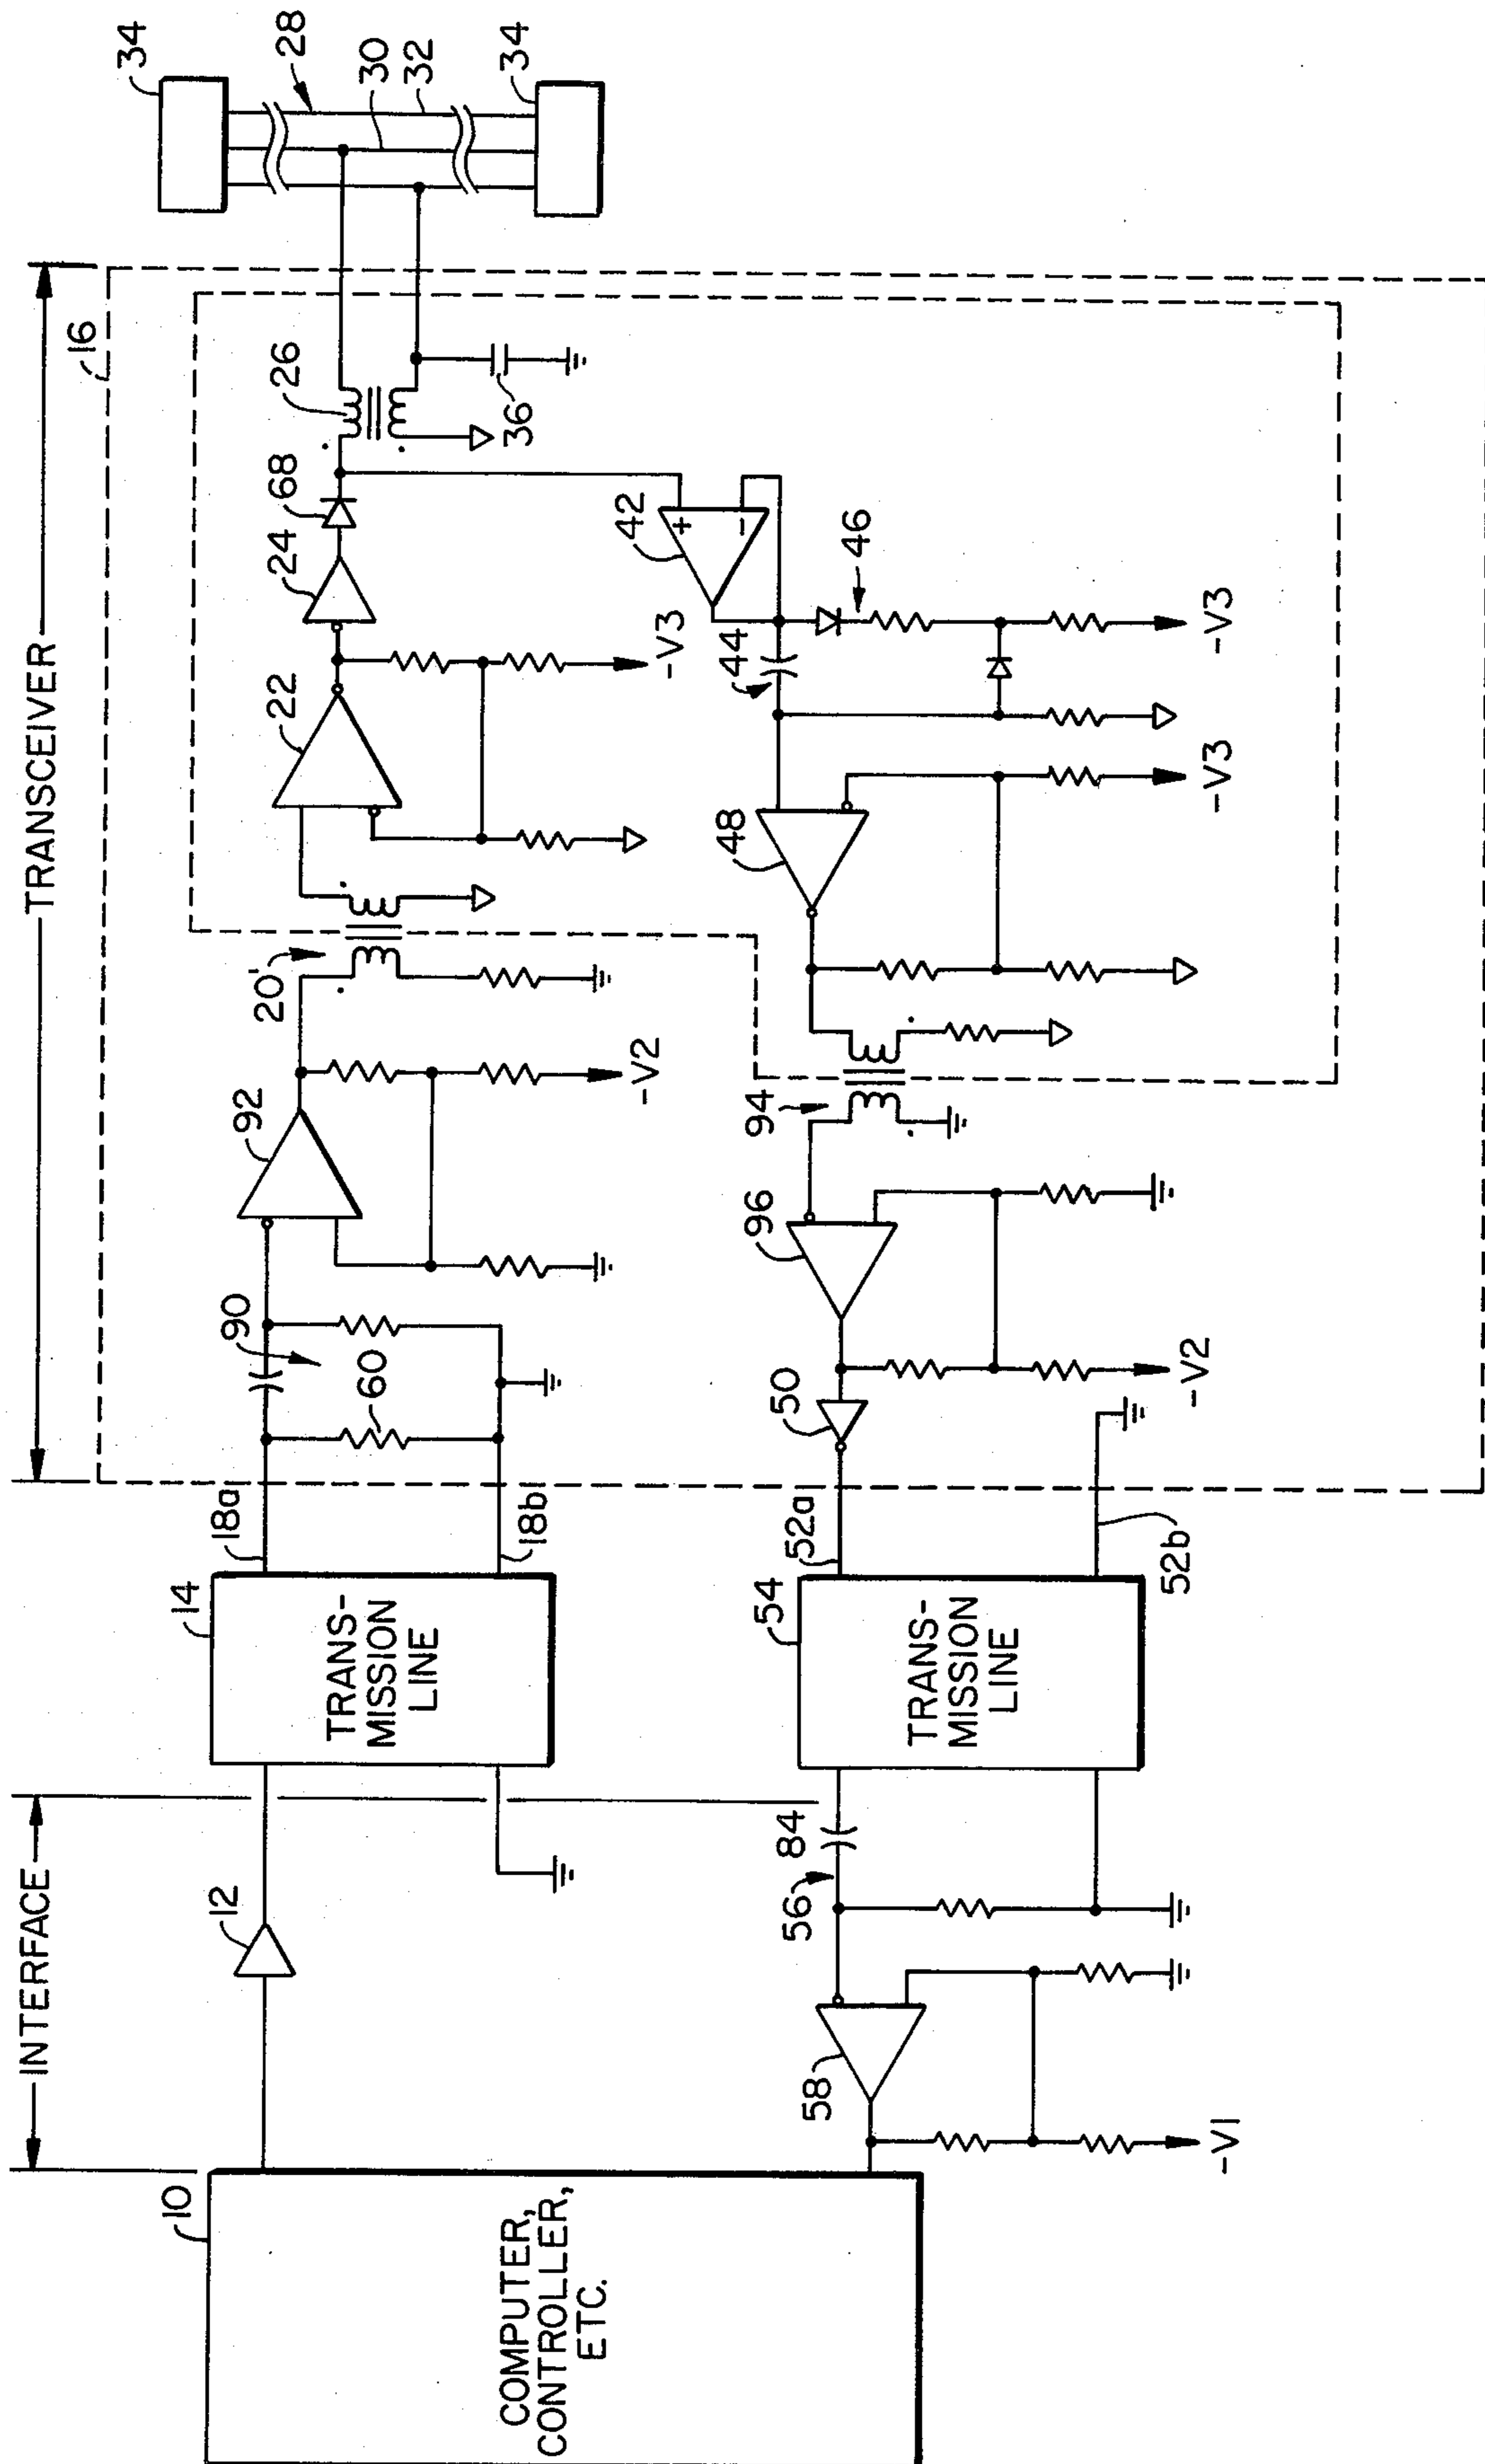 INTERFACE
TRANSCEIVER
10
COMPUTER,
CONTROLLER,
ETC.
12
14
TRANS-
MISSION
LINE
18a
18b
16
60
90
92
-V2
20'
22
-V3
24
68
26
36
28
30
32
34
34
42
44
46
-V3
48
-V3
94
96
-V2
50
52a
52b
54
TRANS-
MISSION
LINE
84
56
58
-V1